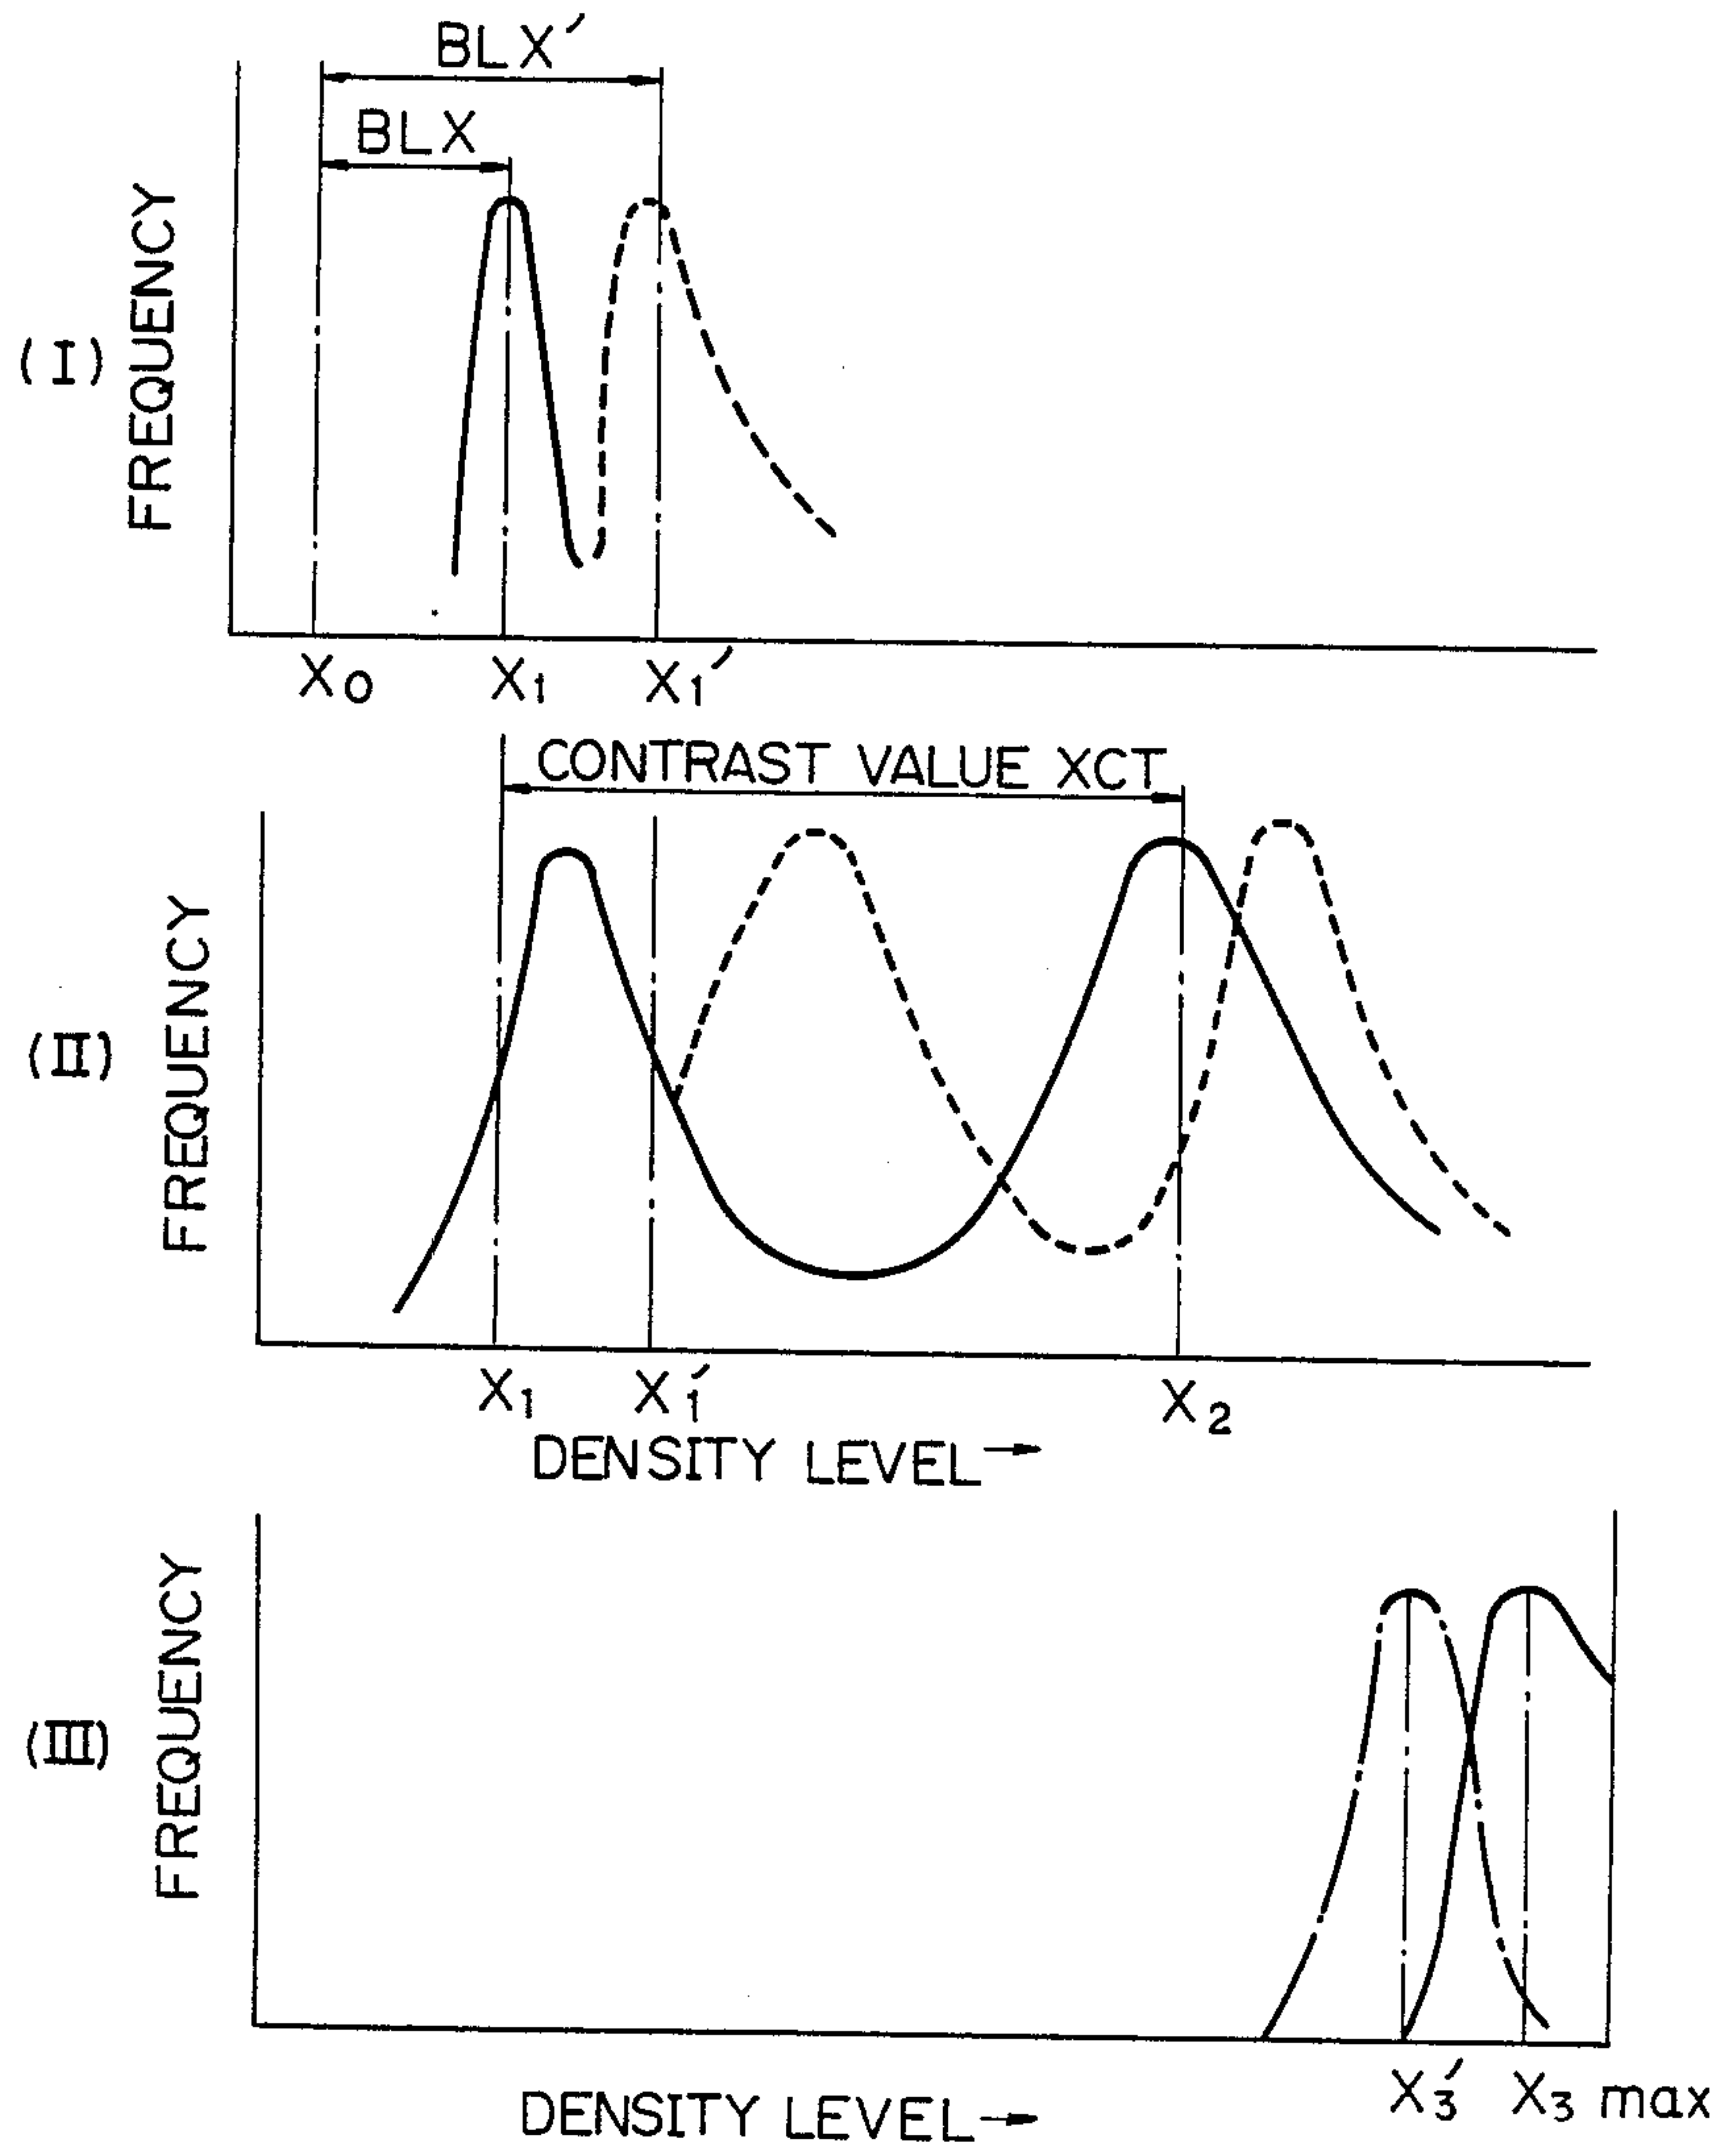 BLX′
BLX
(I)
FREQUENCY
X0 X1 X1′
CONTRAST VALUE XCT
(II)
FREQUENCY
X1 X1′ X2
DENSITY LEVEL→
(III)
FREQUENCY
X3′ X3 max
DENSITY LEVEL→